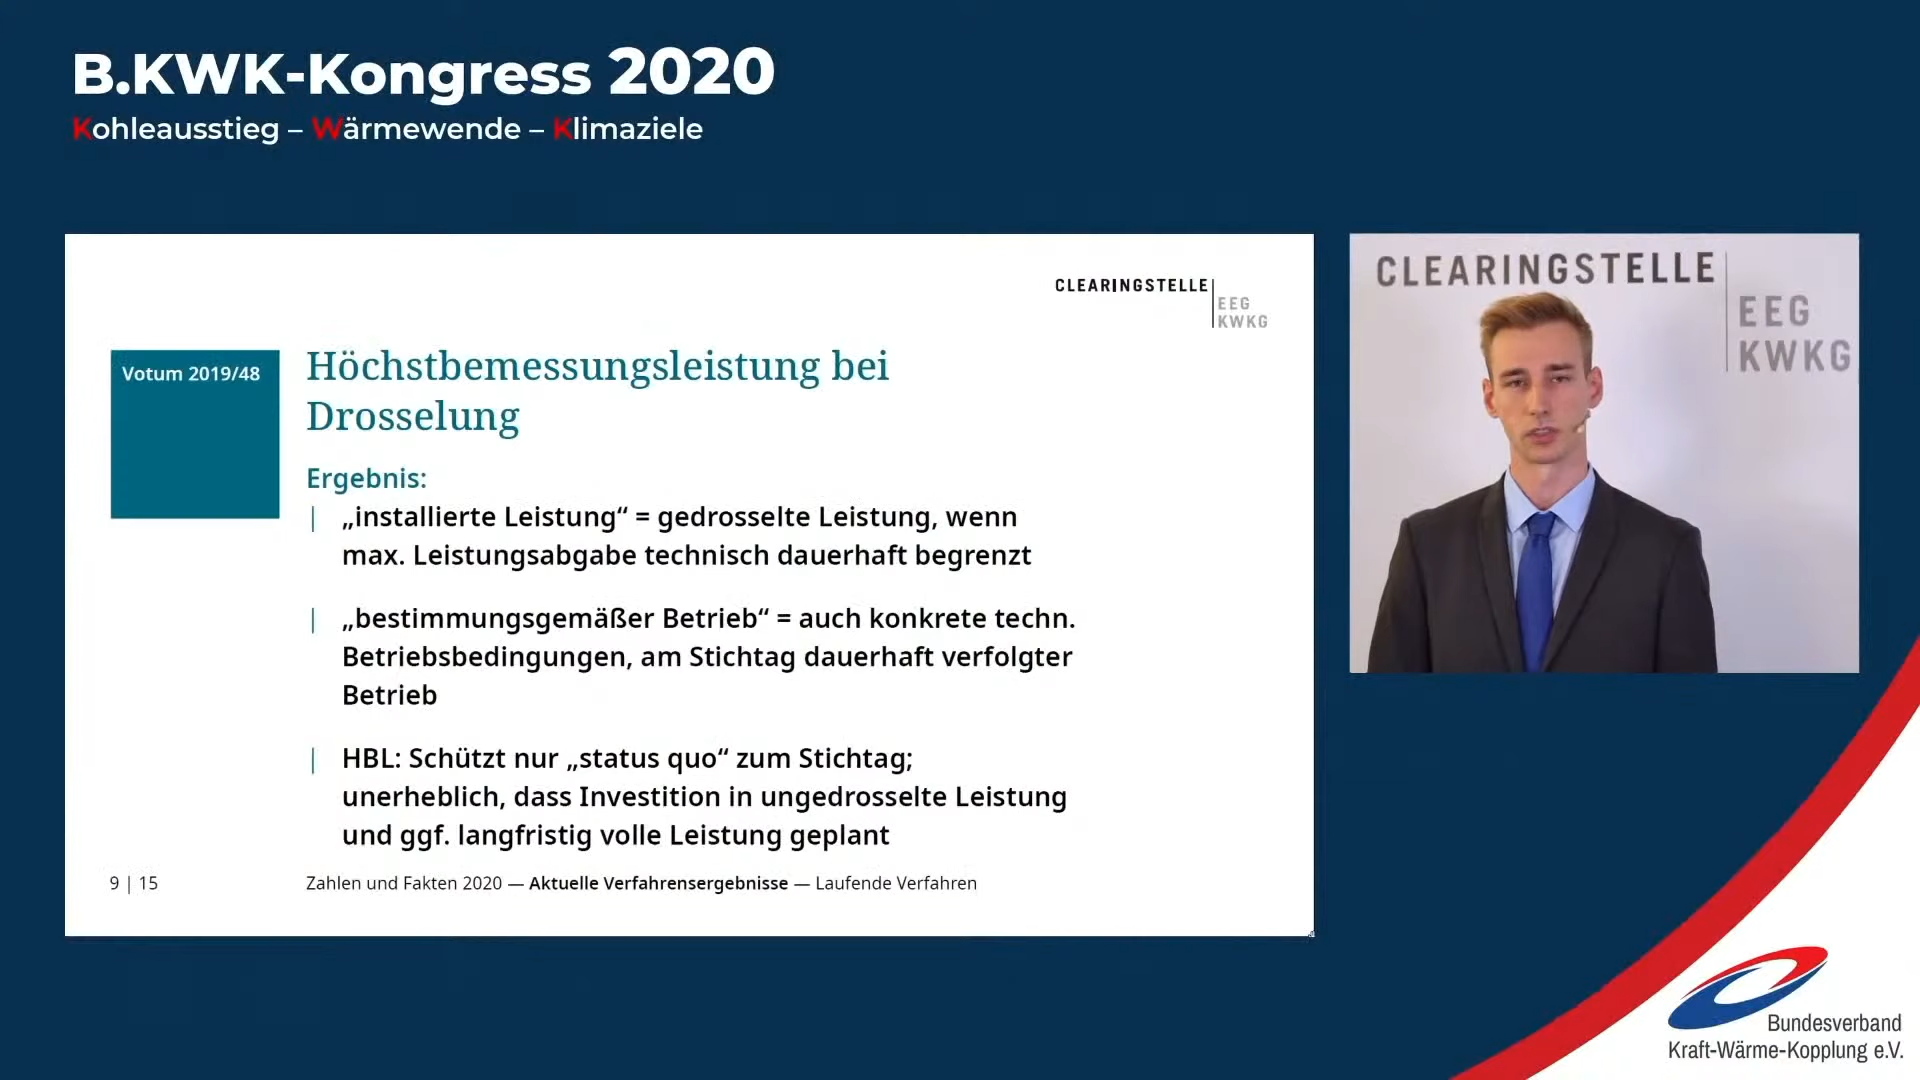 B.KWK-Kongress 2020
Kohleausstieg – Wärmewende – Klimaziele
CLEARINGSTELLE
EEG
KWKG
Votum 2019/48
Höchstbemessungsleistung bei
Drosselung
Ergebnis:
| „installierte Leistung“ = gedrosselte Leistung, wenn
max. Leistungsabgabe technisch dauerhaft begrenzt
| „bestimmungsgemäßer Betrieb“ = auch konkrete techn.
Betriebsbedingungen, am Stichtag dauerhaft verfolgter
Betrieb
| HBL: Schützt nur „status quo“ zum Stichtag;
unerheblich, dass Investition in ungedrosselte Leistung
und ggf. langfristig volle Leistung geplant
9 | 15
Zahlen und Fakten 2020 — Aktuelle Verfahrensergebnisse — Laufende Verfahren
CLEARINGSTELLE
EEG
KWKG
Bundesverband
Kraft-Wärme-Kopplung e.V.